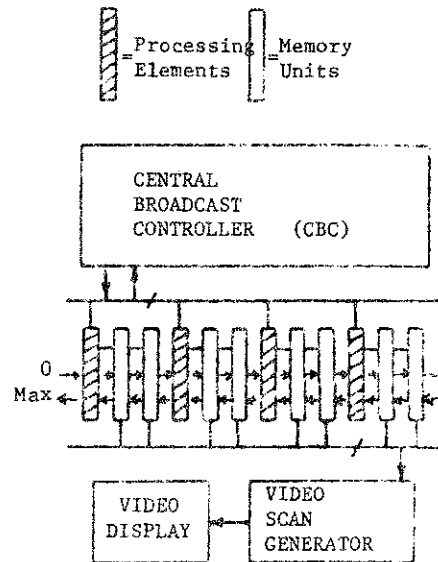 =Processing
Elements
=Memory
Units
CENTRAL
BROADCAST
CONTROLLER (CBC)
0
Max
VIDEO
DISPLAY
VIDEO
SCAN
GENERATOR